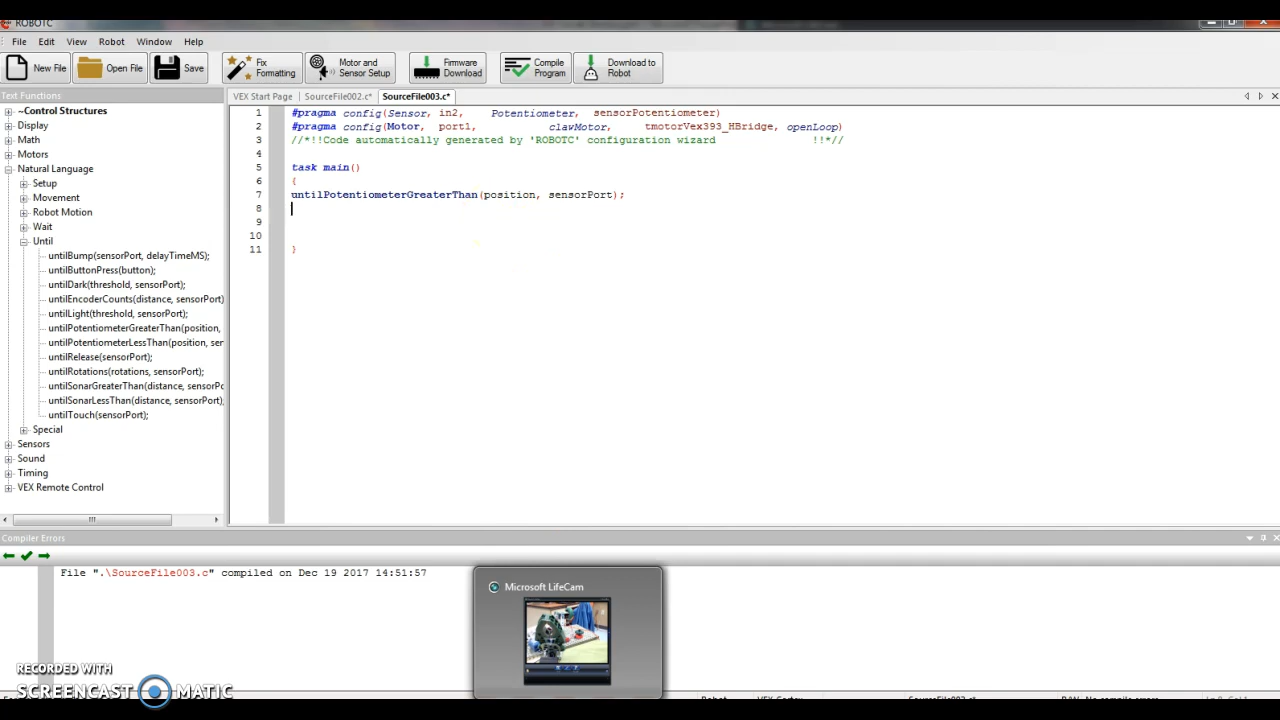 ROBOTC
File Edit View Robot Window Help
New File Open File Save Fix Formatting Motor and Sensor Setup Firmware Download Compile Program Download to Robot
Text Functions
VEX Start Page SourceFile002.c* SourceFile003.c*
~Control Structures
Display
Math
Motors
Natural Language
Setup
Movement
Robot Motion
Wait
Until
untilBump(sensorPort, delayTimeMS);
untilButtonPress(button);
untilDark(threshold, sensorPort);
untilEncoderCounts(distance, sensorPort)
untilLight(threshold, sensorPort);
untilPotentiometerGreaterThan(position,
untilPotentiometerLessThan(position, sen
untilRelease(sensorPort);
untilRotations(rotations, sensorPort);
untilSonarGreaterThan(distance, sensorPo
untilSonarLessThan(distance, sensorPort);
untilTouch(sensorPort);
Special
Sensors
Sound
Timing
VEX Remote Control
1 #pragma config(Sensor, in2, Potentiometer, sensorPotentiometer)
2 #pragma config(Motor, port1, clawMotor, tmotorVex393_HBridge, openLoop)
3 //*!!Code automatically generated by 'ROBOTC' configuration wizard !!*//
4
5 task main()
6 {
7 untilPotentiometerGreaterThan(position, sensorPort);
8
9
10
11 }
Compiler Errors
File ".\SourceFile003.c" compiled on Dec 19 2017 14:51:57
Microsoft LifeCam
RECORDED WITH
SCREENCAST MATIC